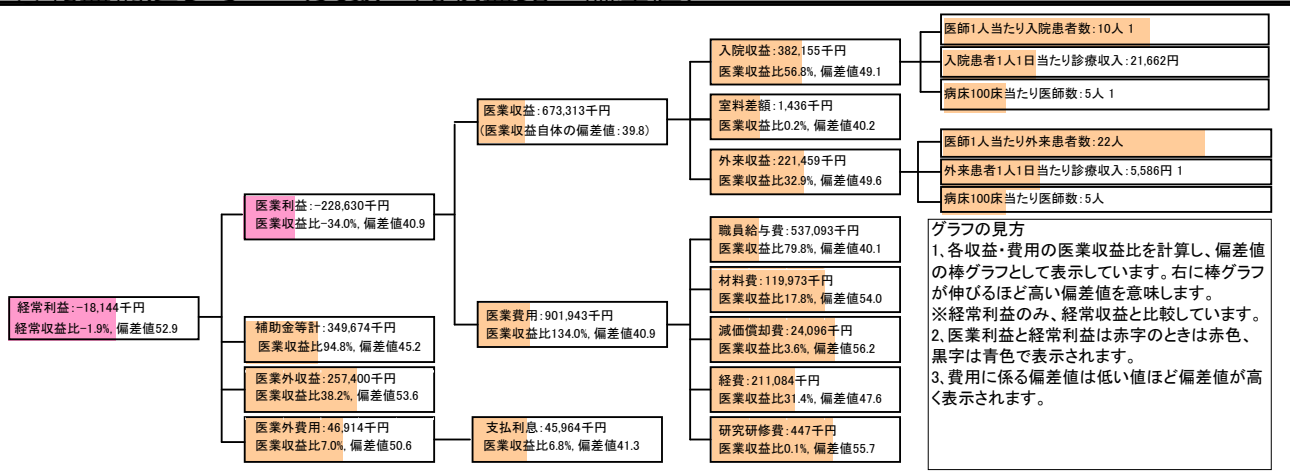 経常利益:-18,144千円
経常収益比-1.9%, 偏差値52.9
医業利益:-228,630千円
医業収益比-34.0%, 偏差値40.9
補助金等計:349,674千円
医業収益比94.8%, 偏差値45.2
医業外収益:257,400千円
医業収益比38.2%, 偏差値53.6
医業外費用:46,914千円
医業収益比7.0%, 偏差値50.6
医業収益:673,313千円
(医業収益自体の偏差値:39.8)
医業費用:901,943千円
医業収益比134.0%, 偏差値40.9
支払利息:45,964千円
医業収益比6.8%, 偏差値41.3
入院収益:382,155千円
医業収益比56.8%, 偏差値49.1
室料差額:1,436千円
医業収益比0.2%, 偏差値40.2
外来収益:221,459千円
医業収益比32.9%, 偏差値49.6
職員給与費:537,093千円
医業収益比79.8%, 偏差値40.1
材料費:119,973千円
医業収益比17.8%, 偏差値54.0
減価償却費:24,096千円
医業収益比3.6%, 偏差値56.2
経費:211,084千円
医業収益比31.4%, 偏差値47.6
研究研修費:447千円
医業収益比0.1%, 偏差値55.7
医師1人当たり入院患者数:10人 1
入院患者1人1日当たり診療収入:21,662円
病床100床当たり医師数:5人 1
医師1人当たり外来患者数:22人
外来患者1人1日当たり診療収入:5,586円 1
病床100床当たり医師数:5人
グラフの見方
1、各収益・費用の医業収益比を計算し、偏差値
の棒グラフとして表示しています。右に棒グラフ
が伸びるほど高い偏差値を意味します。
※経常利益のみ、経常収益と比較しています。
2、医業利益と経常利益は赤字のときは赤色、
黒字は青色で表示されます。
3、費用に係る偏差値は低い値ほど偏差値が高
く表示されます。